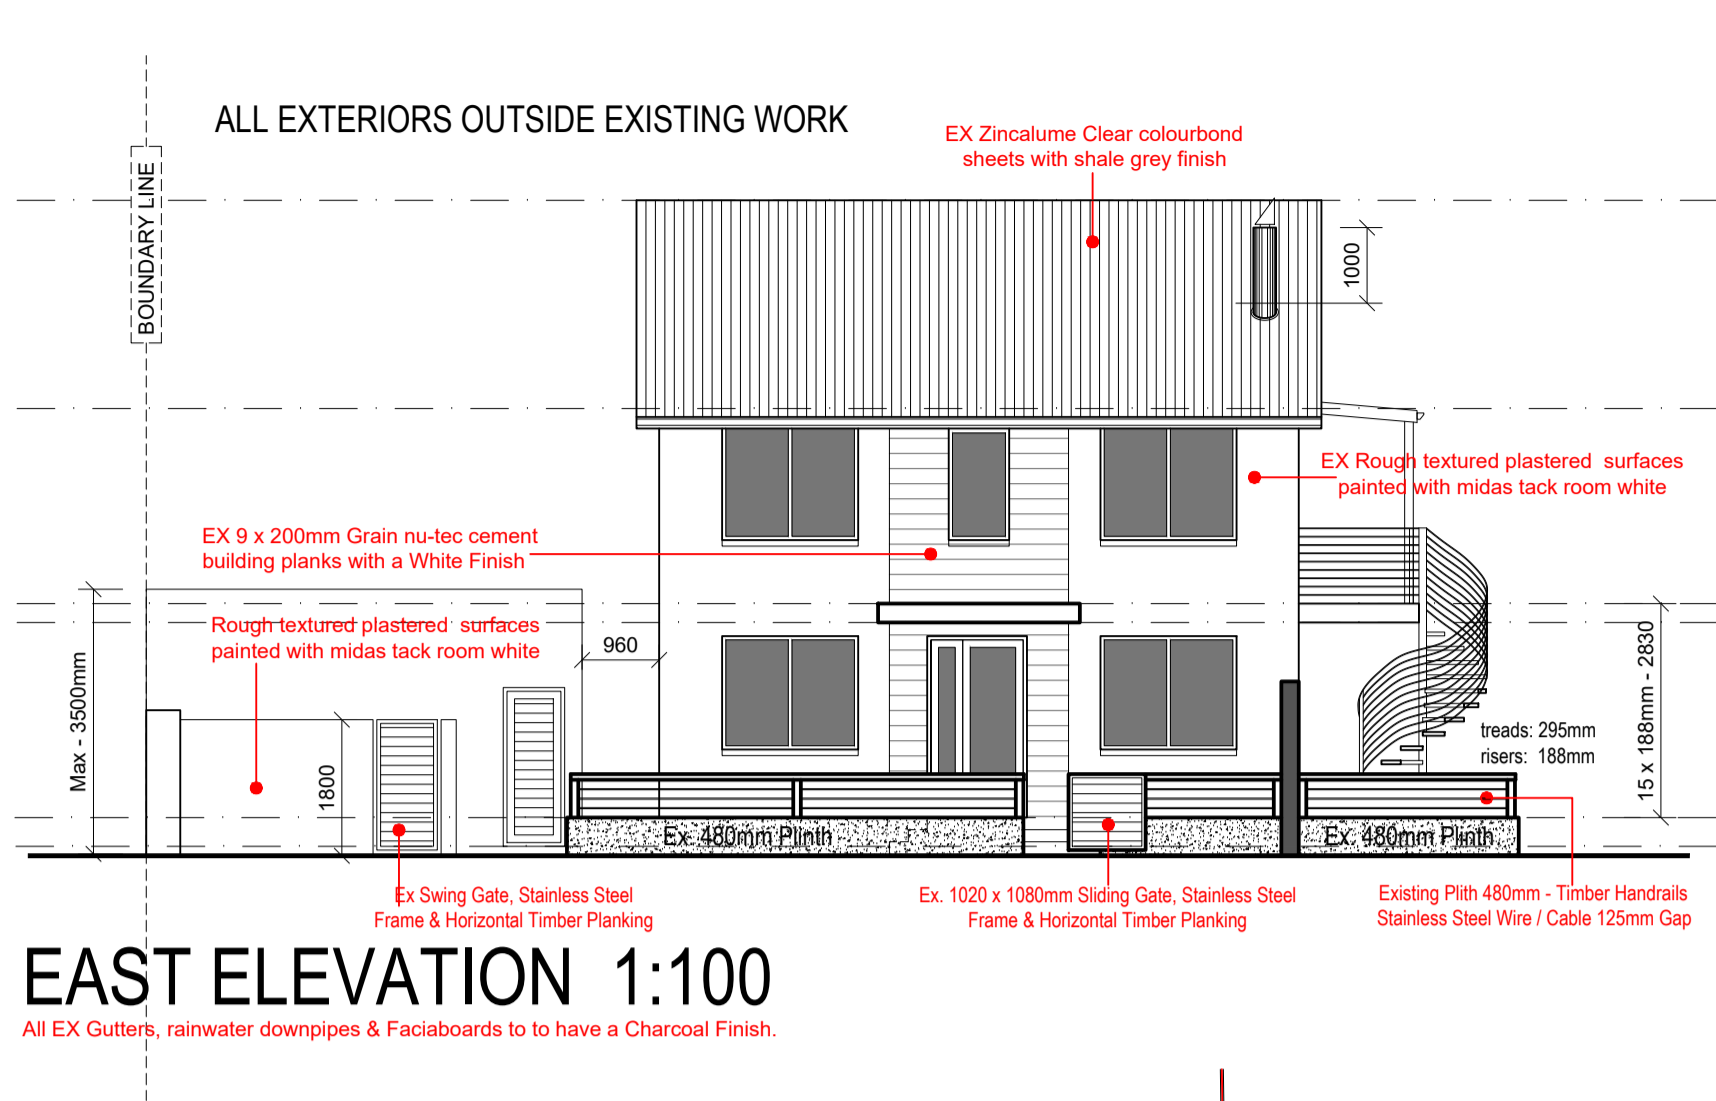 ALL EXTERIORS OUTSIDE EXISTING WORK
EX Zincalume Clear colourbond
sheets with shale grey finish
BOUNDARY LINE
1000
EX Rough textured plastered surfaces
painted with midas tack room white
EX 9 x 200mm Grain nu-tec cement
building planks with a White Finish
Rough textured plastered surfaces
painted with midas tack room white
960
Max - 3500mm
1800
treads: 295mm
risers: 188mm
15 x 188mm - 2830
Ex. 480mm Plinth
Ex. 480mm Plinth
Ex Swing Gate, Stainless Steel
Frame & Horizontal Timber Planking
Ex. 1020 x 1080mm Sliding Gate, Stainless Steel
Frame & Horizontal Timber Planking
Existing Plith 480mm - Timber Handrails
Stainless Steel Wire / Cable 125mm Gap
EAST ELEVATION 1:100
All EX Gutters, rainwater downpipes & Faciaboards to to have a Charcoal Finish.